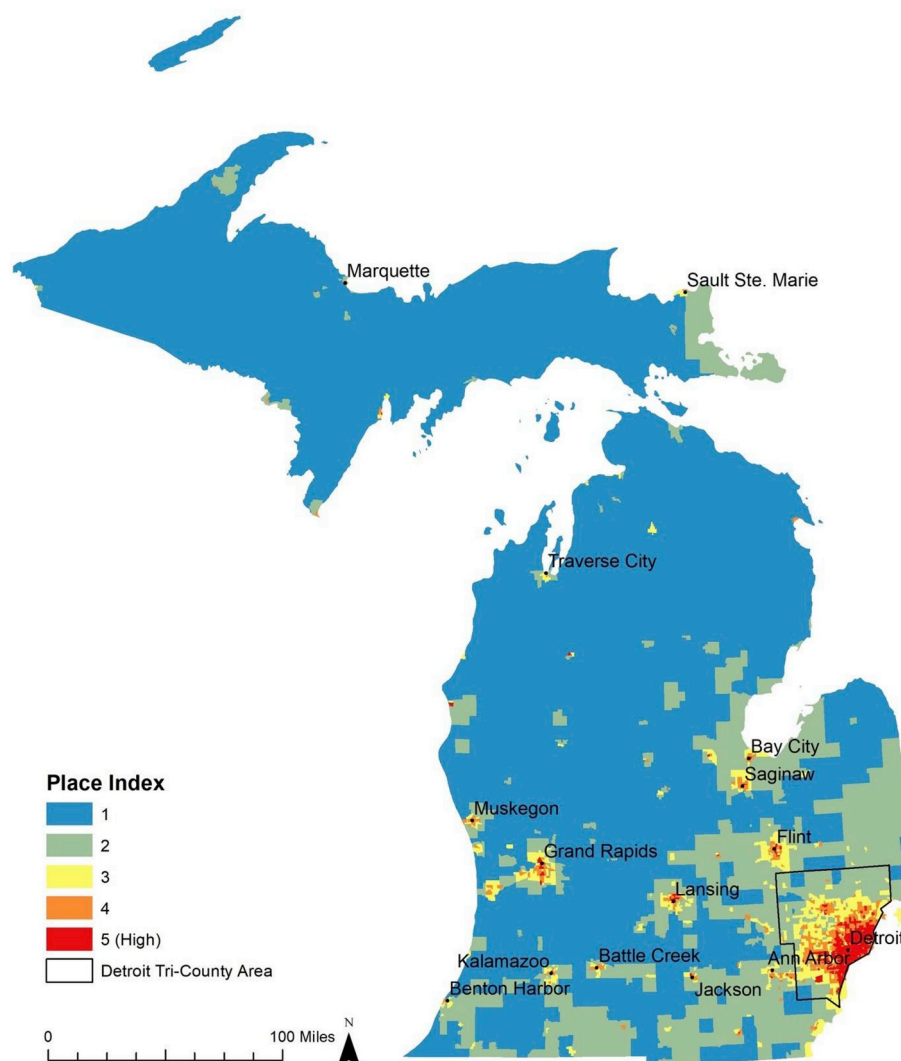 Marquette
Sault Ste. Marie
Traverse City
Bay City
Saginaw
Muskegon
Flint
Grand Rapids
Lansing
Detroit
Ann Arbor
Kalamazoo
Battle Creek
Benton Harbor
Jackson
Place Index
1
2
3
4
5 (High)
Detroit Tri-County Area
0 100 Miles
N